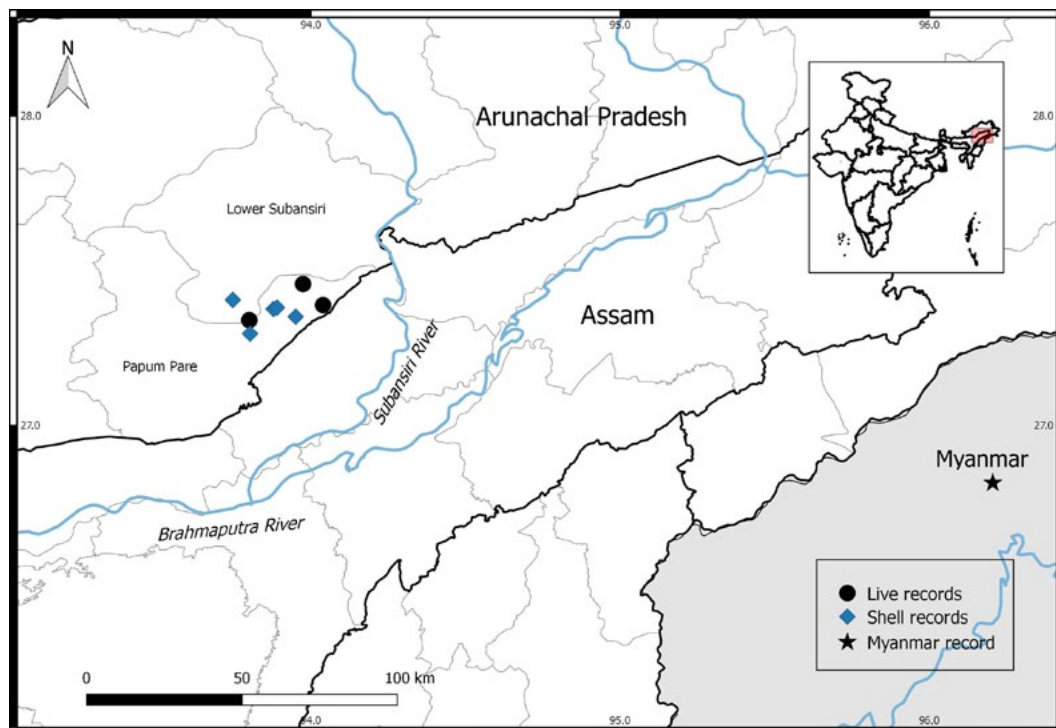 94.0 95.0 96.0
N
28.0 28.0
Arunachal Pradesh
Lower Subansiri
Assam
Papum Pare
Subansiri River
27.0 27.0
Myanmar
Brahmaputra River
Live records
Shell records
Myanmar record
0 50 100 km
94.0 95.0 96.0